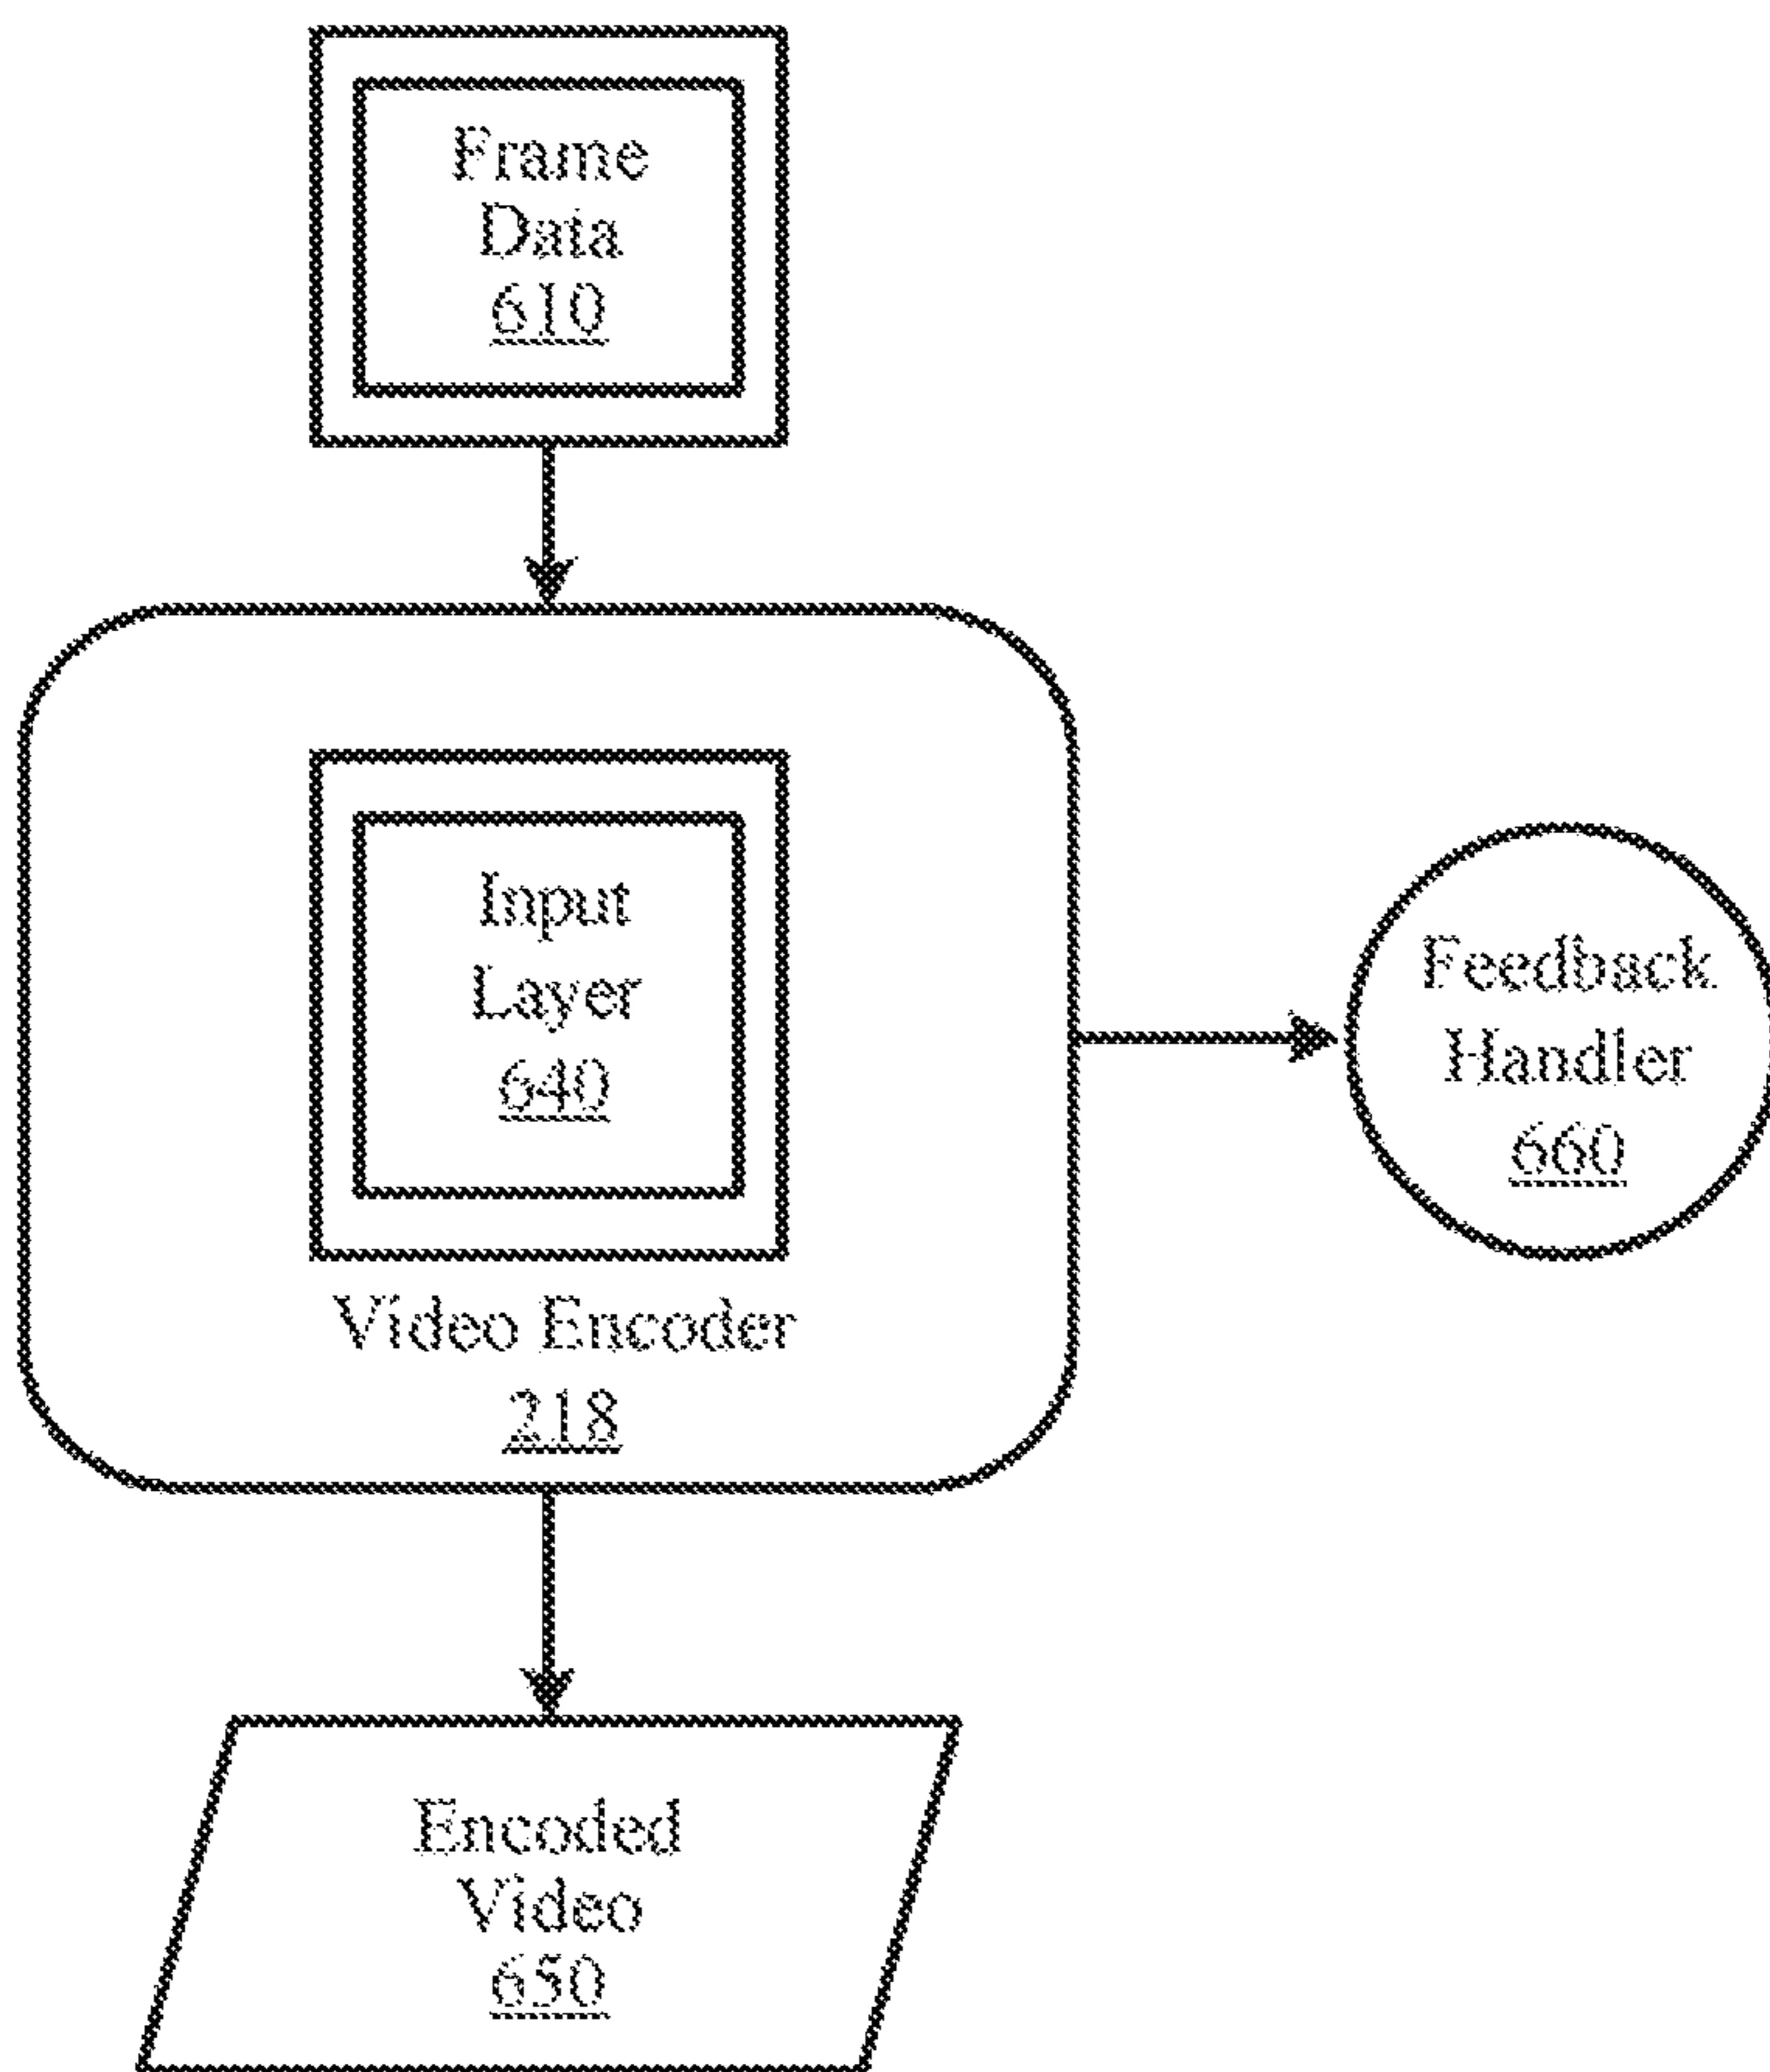 Frame
Data
610
Input
Layer
640
Video Encoder
218
Feedback
Handler
660
Encoded
Video
650